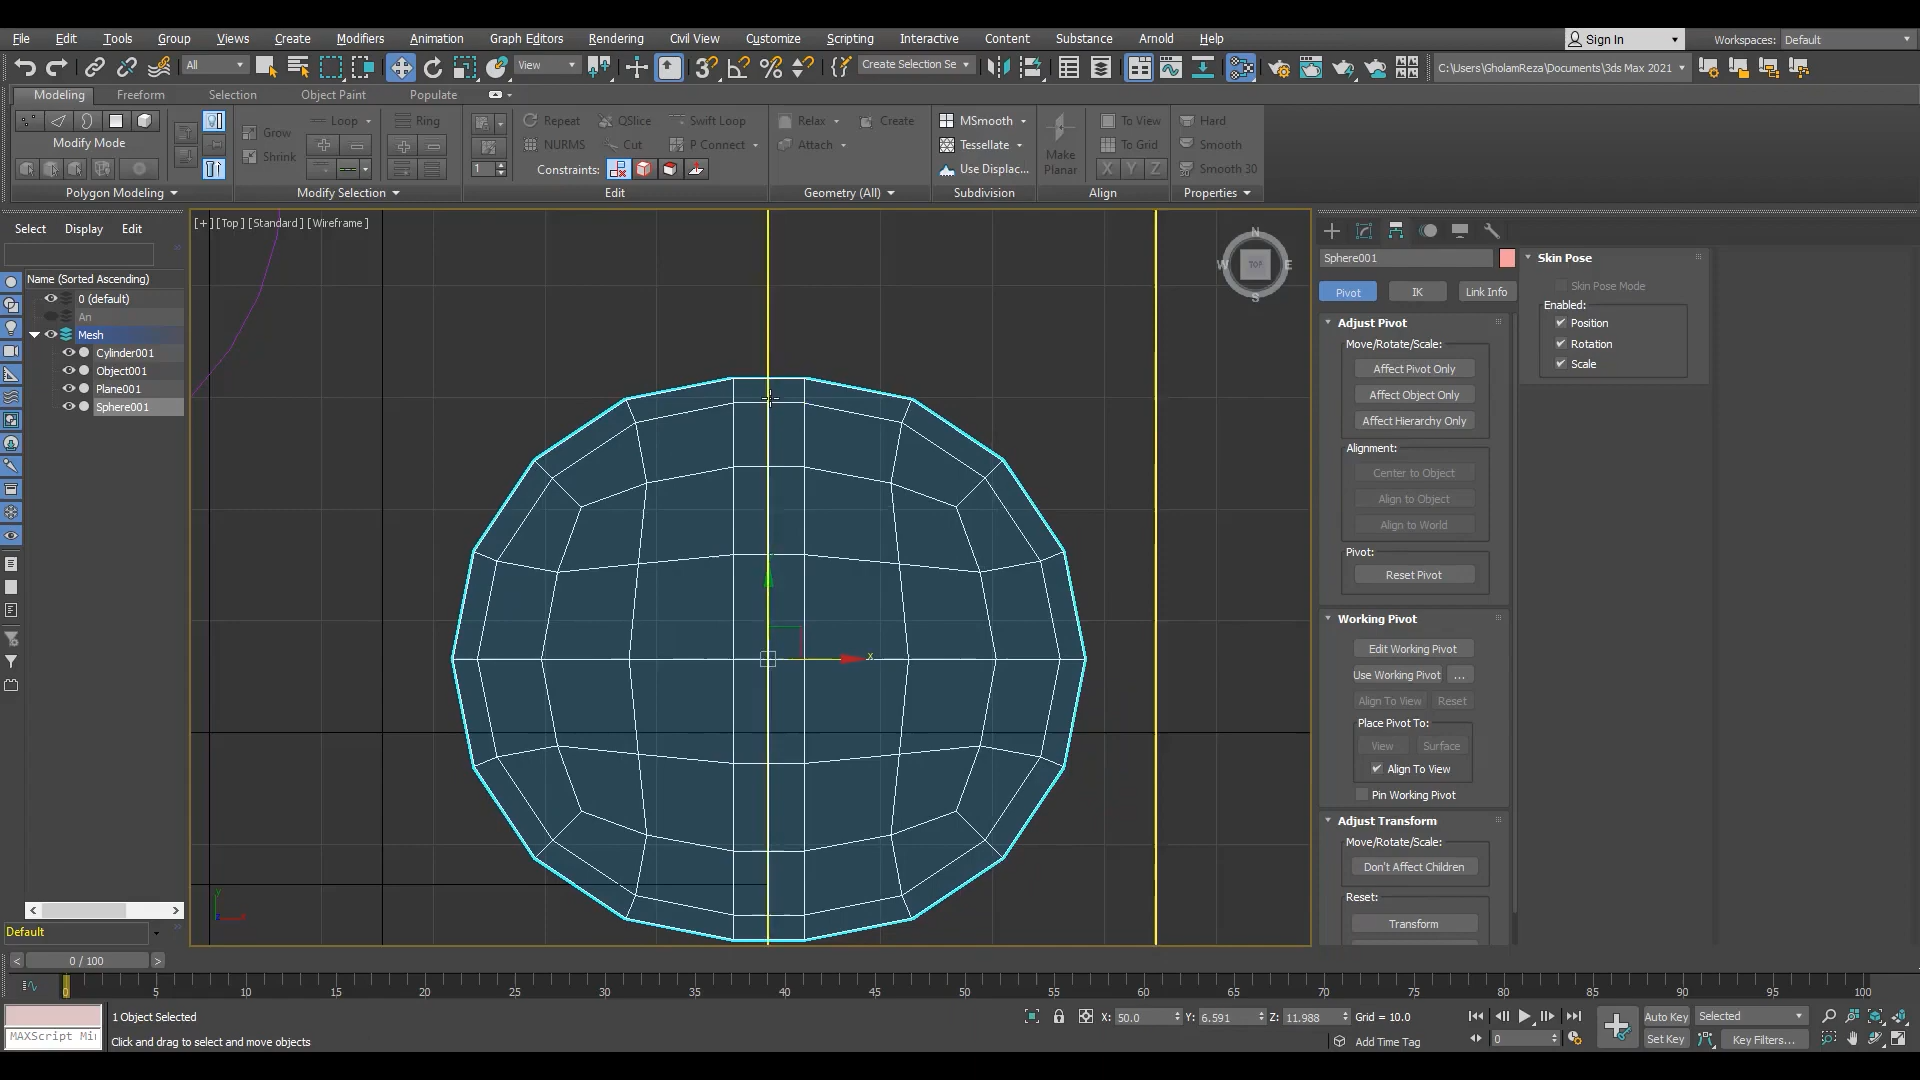 File Edit Tools Group Views Create Modifiers Animation Graph Editors Rendering Civil View Customize Scripting Interactive Content Substance Arnold Help Sign In Workspaces: Default
All View Create Selection Se C:\Users\GholamReza\Documents\3ds Max 2021
Modeling Freeform Selection Object Paint Populate
Loop Ring Repeat QSlice Swift Loop Relax Create MSmooth To View Hard
Grow
Modify Mode NURMS Cut P Connect Attach Tessellate Make Planar To Grid Smooth
Shrink
1 Constraints: Use Displac... X Y Z Smooth 30
Polygon Modeling Modify Selection Edit Geometry (All) Subdivision Align Properties
Select Display Edit
Name (Sorted Ascending)
0 (default)
An
Mesh
Cylinder001
Object001
Plane001
Sphere001
Default
[+] [Top] [Standard] [Wireframe]
N
W TOP E
S
x
y
Sphere001
Pivot IK Link Info
Adjust Pivot
Move/Rotate/Scale:
Affect Pivot Only
Affect Object Only
Affect Hierarchy Only
Alignment:
Center to Object
Align to Object
Align to World
Pivot:
Reset Pivot
Working Pivot
Edit Working Pivot
Use Working Pivot ...
Align To View Reset
Place Pivot To:
View Surface
Align To View
Pin Working Pivot
Adjust Transform
Move/Rotate/Scale:
Don't Affect Children
Reset:
Transform
Skin Pose
Skin Pose Mode
Enabled:
Position
Rotation
Scale
< 0 / 100 >
0 5 10 15 20 25 30 35 40 45 50 55 60 65 70 75 80 85 90 95 100
1 Object Selected X: 50.0 Y: 6.591 Z: 11.988 Grid = 10.0 Auto Key Selected
MAXScript Mi Click and drag to select and move objects Add Time Tag 0 Set Key Key Filters...